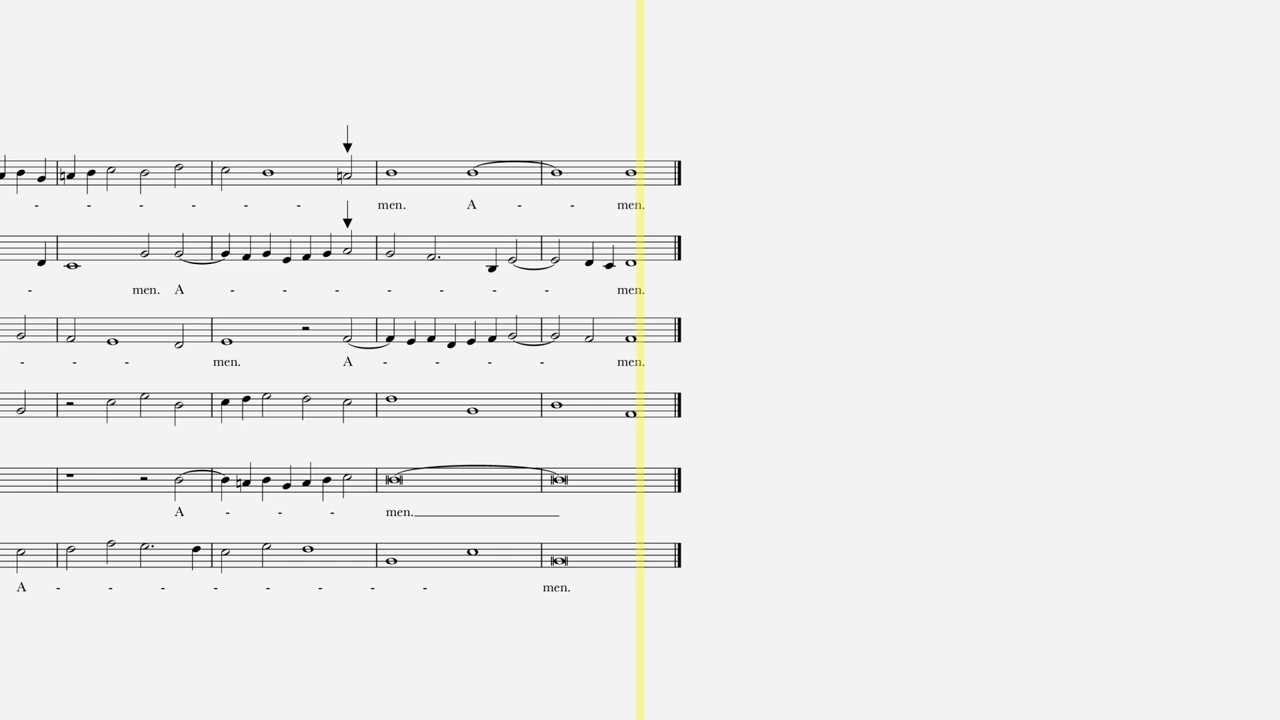 - - - - - - men. A - - men.
- men. A - - - - - - - men.
- - - men. A - - - - men.
A - - - men.
A - - - - - - - - men.